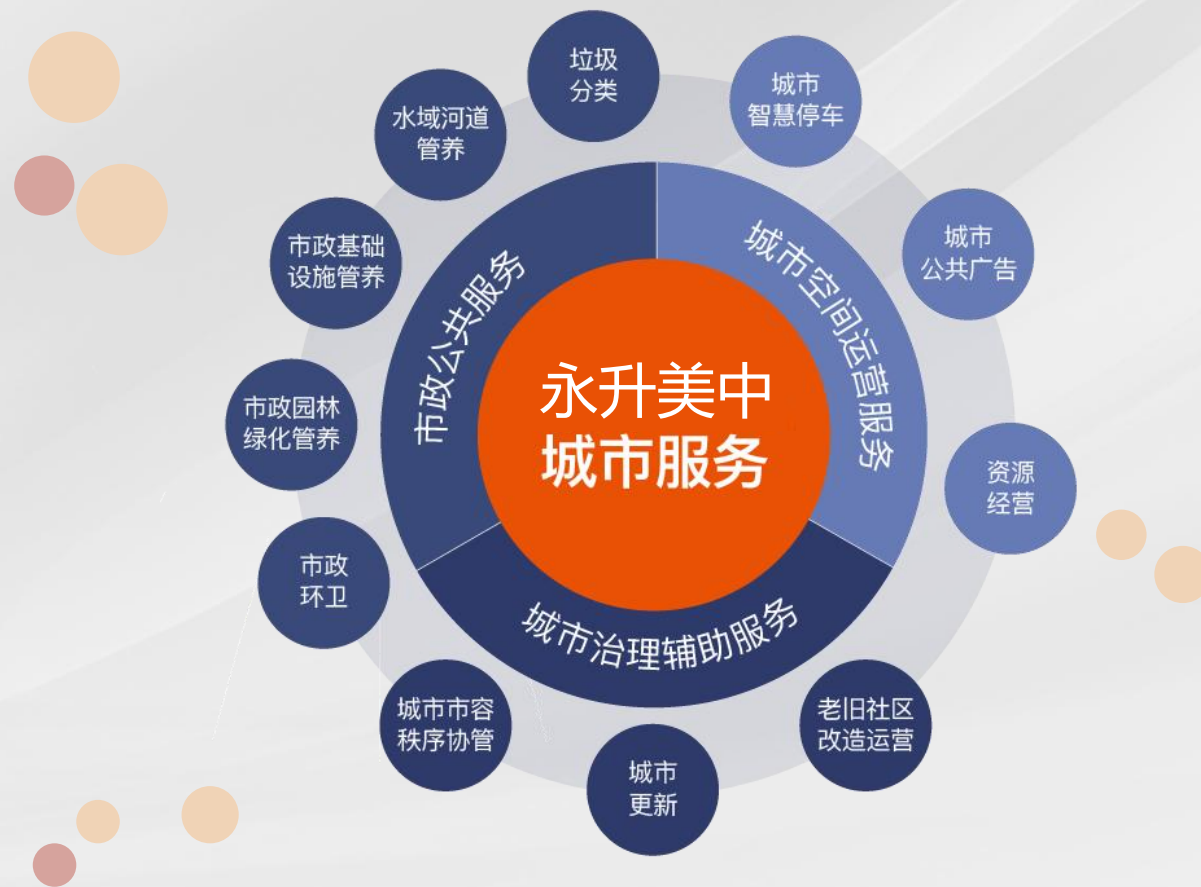 永升美中
城市服务
市政公共服务
城市空间运营服务
城市治理辅助服务
垃圾
分类
水域河道
管养
市政基础
设施管养
市政园林
绿化管养
市政
环卫
城市
智慧停车
城市
公共广告
资源
经营
城市市容
秩序协管
城市
更新
老旧社区
改造运营